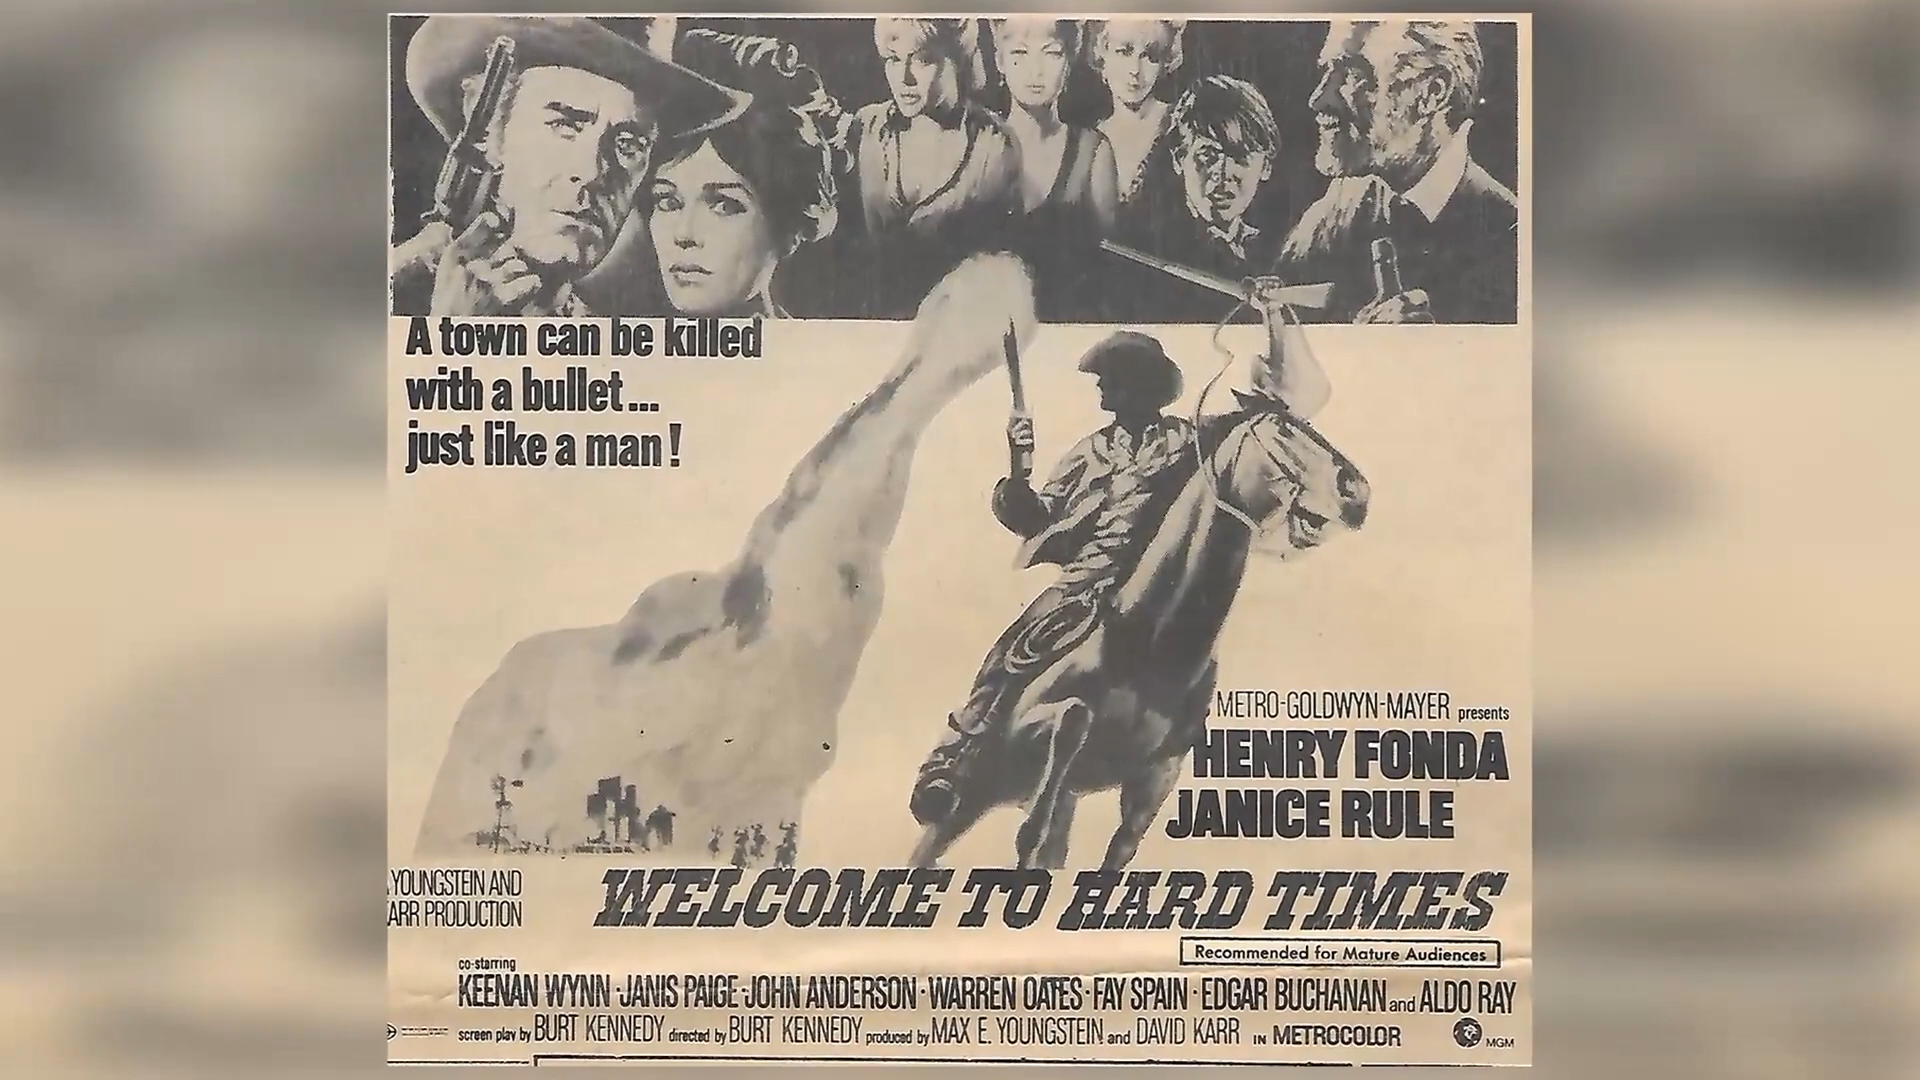 A town can be killed
with a bullet...
just like a man!
METRO-GOLDWYN-MAYER presents
HENRY FONDA
JANICE RULE
YOUNGSTEIN AND
ARR PRODUCTION
WELCOME TO HARD TIMES
Recommended for Mature Audiences
co-starring
KEENAN WYNN · JANIS PAIGE · JOHN ANDERSON · WARREN OATES · FAY SPAIN · EDGAR BUCHANAN and ALDO RAY
screen play by BURT KENNEDY directed by BURT KENNEDY produced by MAX E. YOUNGSTEIN and DAVID KARR IN METROCOLOR
MGM